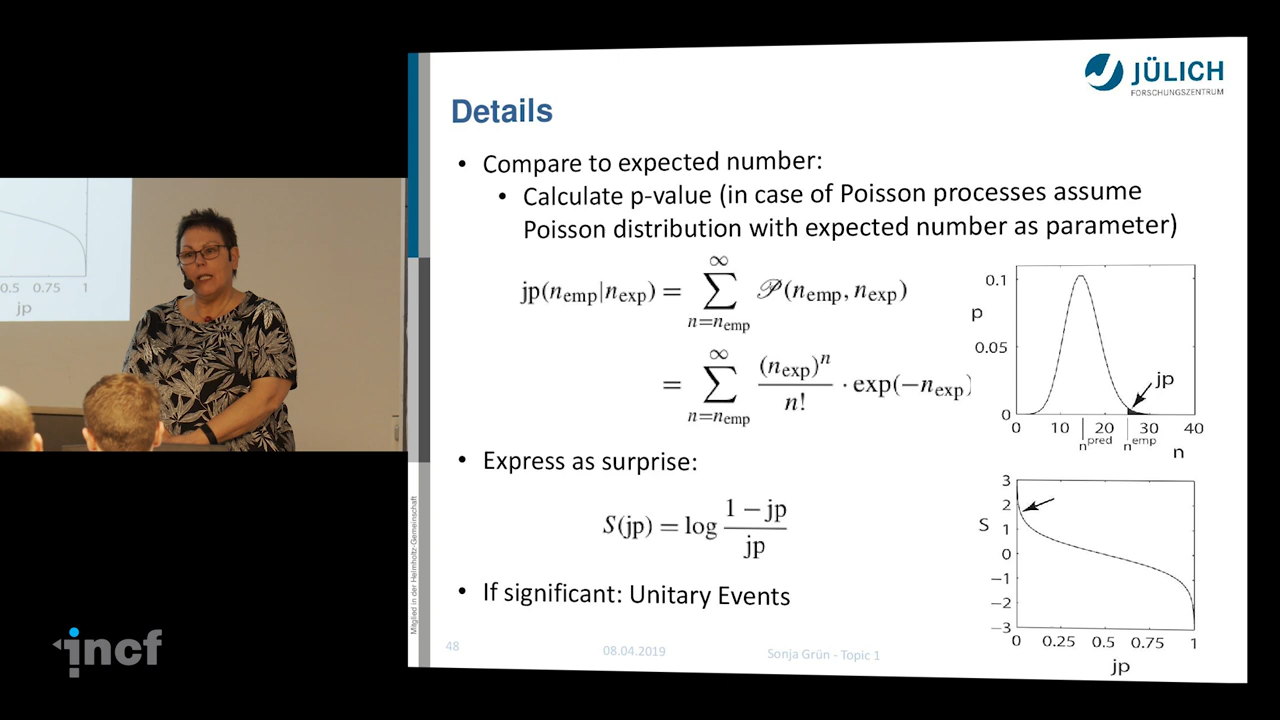 JÜLICH
FORSCHUNGSZENTRUM
Details
• Compare to expected number:
• Calculate p-value (in case of Poisson processes assume
Poisson distribution with expected number as parameter)
jp(n_emp|n_exp) = ∑_{n=n_emp}^{∞} 𝒫(n_emp, n_exp)
= ∑_{n=n_emp}^{∞} (n_exp)^n / n! · exp(−n_exp)
0.1
p
0.05
0
jp
0 10 20 30 40
n^pred n^emp
n
• Express as surprise:
S(jp) = log (1 − jp) / jp
3
2
S 1
0
−1
−2
−3
0 0.25 0.5 0.75 1
jp
• If significant: Unitary Events
48 08.04.2019 Sonja Grün - Topic 1
Mitglied in der Helmholtz-Gemeinschaft
0.5 0.75 1
jp
incf